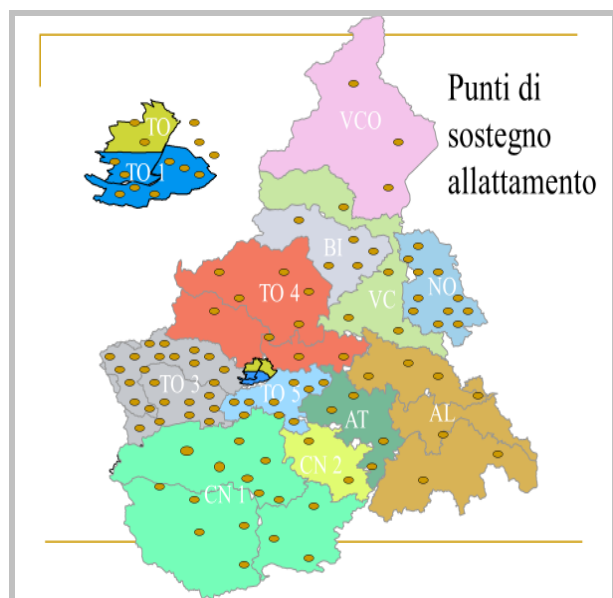 Punti di
sostegno
allattamento
TO
TO 1
VCO
BI
NO
VC
TO 4
TO 3
TO 5
AT
AL
CN 2
CN 1